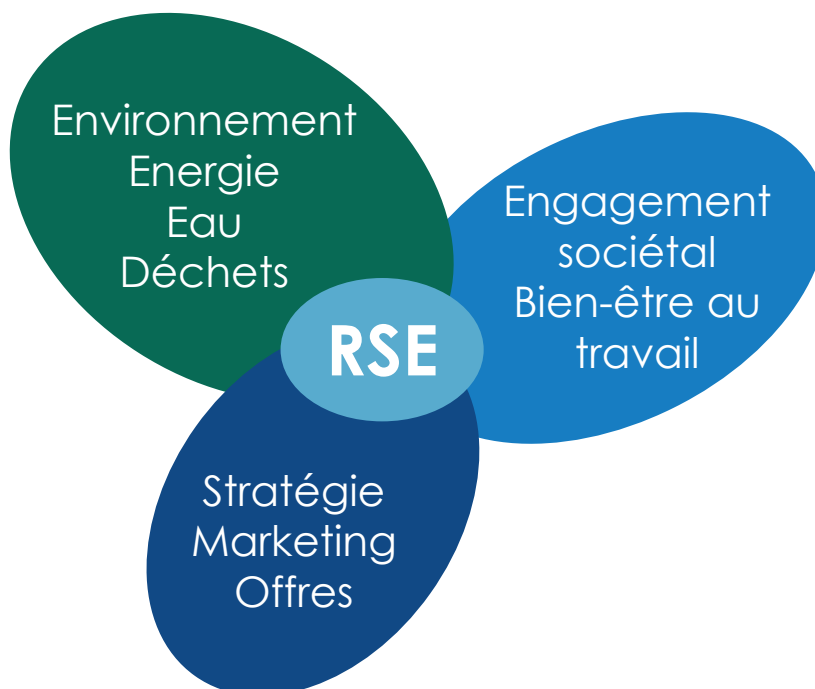 Environnement
Energie
Eau
Déchets
Engagement
sociétal
Bien-être au
travail
RSE
Stratégie
Marketing
Offres